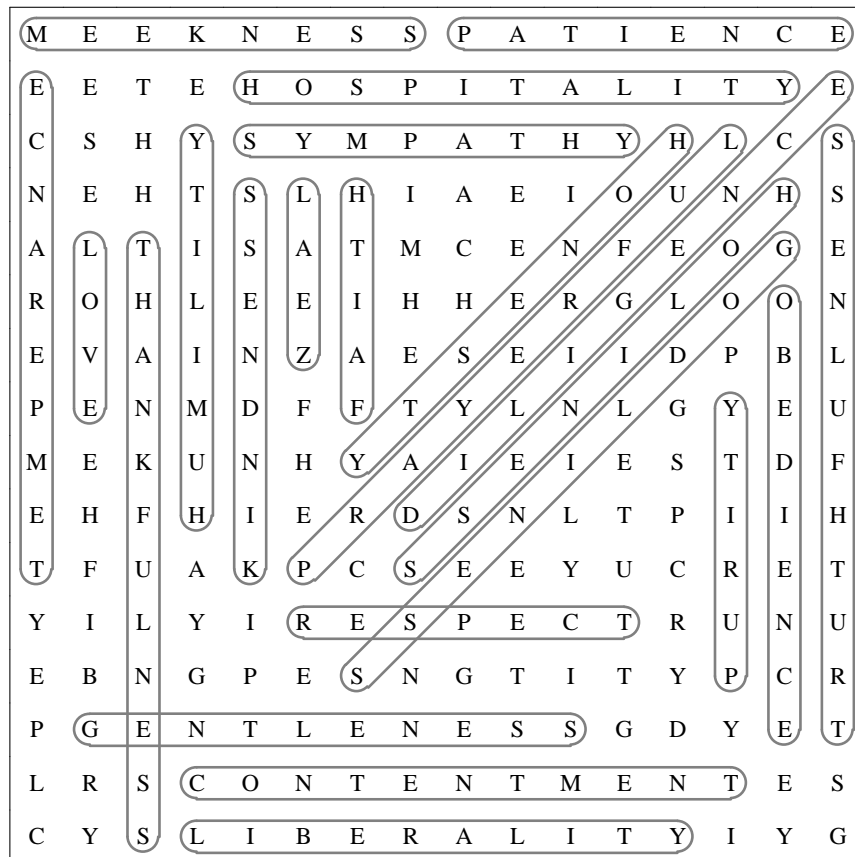 M E E K N E S S P A T I E N C E
E E T E H O S P I T A L I T Y E
C S H Y S Y M P A T H Y H L C S
N E H T S L H I A E I O U N H S
A L T I S A T M C E N F E O G E
R O H L E E I H H E R G L O O N
E V A I N Z A E S E I I D P B L
P E N M D F F T Y L N L G Y E U
M E K U N H Y A I E I E S T D F
E H F H I E R D S N L T P I I H
T F U A K P C S E E Y U C R E T
Y I L Y I R E S P E C T R U N U
E B N G P E S N G T I T Y P C R
P G E N T L E N E S S G D Y E T
L R S C O N T E N T M E N T E S
C Y S L I B E R A L I T Y I Y G